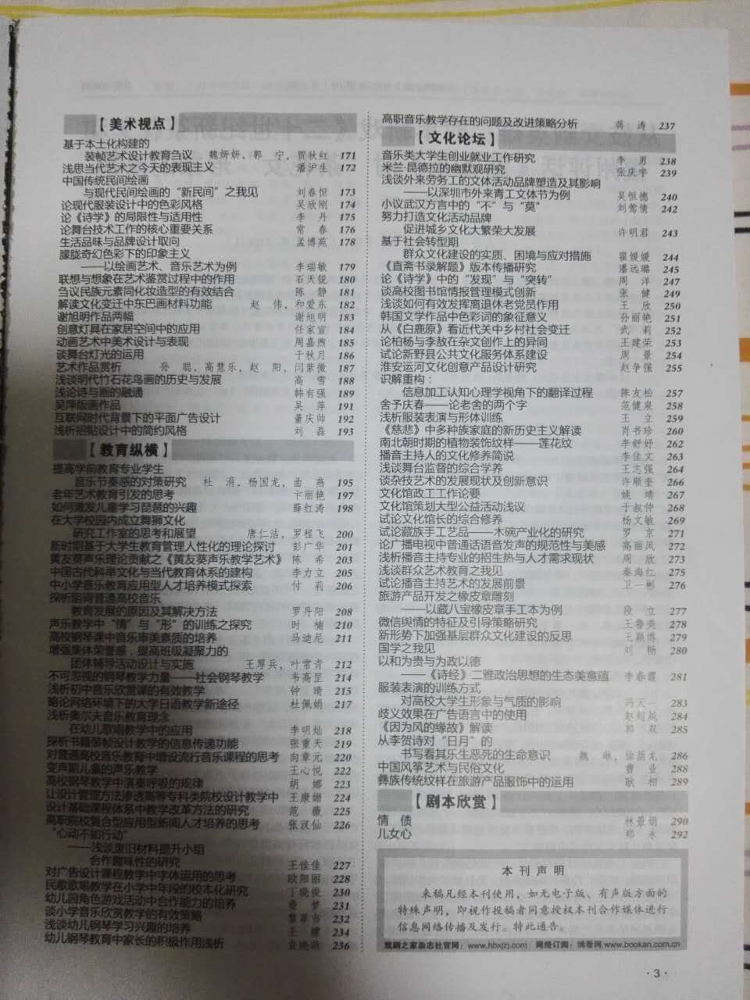 【美术视点】
基于本土化构建的
装帧艺术设计教育刍议 魏妍妍、郭 宁，贾秋红 171
浅思当代艺术之今天的表现主义 潘沪生 172
中国传统民间绘画
与现代民间绘画的“新民间”之我见 刘春恒 173
论现代服装设计中的色彩风格 吴欣刚 174
论《诗学》的局限性与适用性 李 丹 175
论舞台技术工作的核心重要关系 常 春 176
生活品味与品牌设计取向 孟博苑 178
朦胧奇幻色彩下的印象主义
——以绘画艺术、音乐艺术为例 李瑞敏 179
联想与想象在艺术鉴赏过程中的作用 石天锐 180
刍议民族元素同化妆造型的有效结合 陈 静 181
解读文化变迁中东巴画材料功能 赵 伟，和爱东 182
谢旭明作品两幅 谢旭明 183
创意灯具在家居空间中的应用 任家宣 184
动画艺术中美术设计与表现 周嘉煦 185
谈舞台灯光的运用 于秋月 186
艺术作品赏析 孙 聪，高慧乐，赵 阳，闫紫微 187
浅谈明代竹石花鸟画的历史与发展 高 雪 188
浅论诗与画的融通 韩有强 189
吴萍版画作品 吴 萍 191
互联网时代背景下的平面广告设计 董庆帅 192
浅析招贴设计中的简约风格 刘 磊 193
【教育纵横】
提高学前教育专业学生
音乐节奏感的对策研究 杜 涓，杨国龙，曲 燕 195
老年艺术教育引发的思考 卞丽艳 197
如何激发儿童学习琵琶的兴趣 薛红涛 198
在大学校园内成立舞狮文化
研究工作室的思考和展望 唐仁洁，罗程飞 200
新时期基于大学生教育管理人性化的理论探讨 彭广华 201
黄友葵声乐理论贡献之《黄友葵声乐教学艺术》 陈 希 203
中国古代科举文化与当代教育体系的建构 李力立 205
中小学音乐教育应用型人才培养模式探索 付 莉 206
探析阻碍普通高校音乐
教育发展的原因及其解决方法 罗丹阳 208
声乐教学中“情”与“形”的训练之探究 时 楠 210
高校钢琴课中音乐审美素质的培养 马迪尼 211
增强集体荣誉感，提高班级凝聚力的
团体辅导活动设计与实施 王厚兵，叶常青 212
不可忽视的钢琴教学力量——社会钢琴教学 韦高罡 214
浅析初中音乐欣赏课的有效教学 钟 晴 215
略论网络环境下的大学日语教学新途径 杜佩娟 217
浅析奥尔夫音乐教育理念
在幼儿歌唱教学中的应用 李明灿 218
探析书籍装帧设计教学的信息传递功能 张重天 219
对普通高校音乐教育中增设流行音乐课程的思考 向章元 220
变声期儿童的声乐教学 王心悦 222
高校钢琴教学中演奏呼吸的规律 胡 娜 223
让设计管理方法渗透高等专科类院校设计教学中 王康媚 224
设计基础课程体系中教学改革方法的研究 范 薇 225
高职院校复合型应用型新闻人才培养的思考 张汉仙 226
“心动不如行动”
——浅谈废旧材料提升小组
合作趣味性的研究 王佳佳 227
对广告设计课程教学中字体运用的思考 欧阳丽 228
民歌歌唱教学在小学中年段的校本化研究 丁晓俊 230
幼儿园角色游戏活动中合作能力的培养 梦 231
谈小学音乐欣赏教学的有效策略 232
浅谈幼儿钢琴学习兴趣的培养 王 耀 234
幼儿钢琴教育中家长的积极作用浅析 袁晓萌 236
高职音乐教学存在的问题及改进策略分析 蒋 涛 237
【文化论坛】
音乐类大学生创业就业工作研究 李 勇 238
米兰·昆德拉的幽默观研究 张庆宇 239
浅谈外来劳务工的文体活动品牌塑造及其影响
——以深圳市外来青工文体节为例 吴恒德 240
小议武汉方言中的“不”与“莫” 刘莺倩 242
努力打造文化活动品牌
促进城乡文化大繁荣大发展 许明君 243
基于社会转型期
群众文化建设的实质、困境与应对措施 翟媛媛 244
《直斋书录解题》版本传播研究 潘远璐 245
论《诗学》中的“发现”与“突转” 周 洋 247
谈高校图书馆情报管理模式创新 张 健 249
浅谈如何有效发挥离退休老党员作用 王 欣 250
韩国文学作品中色彩词的象征意义 孙丽艳 251
从《白鹿原》看近代关中乡村社会变迁 武 莉 252
论柏杨与李敖在杂文创作上的异同 王建荣 253
试论新野县公共文化服务体系建设 周 景 254
淮安运河文化创意产品设计研究 赵争强 255
识解重构：
信息加工认知心理学视角下的翻译过程 陈友松 257
舍予庆春——论老舍的两个字 范健泉 258
浅析服装表演与形体训练 王 立 259
《慈悲》中多种族家庭的新历史主义解读 肖书珍 260
南北朝时期的植物装饰纹样——莲花纹 李舒妤 262
播音主持人的文化修养简说 李佳文 263
浅谈舞台监督的综合学养 王志强 264
谈杂技艺术的发展现状及创新意识 许顺奎 266
文化馆政工工作论要 姚 靖 267
文化馆策划大型公益活动浅议 于叔仲 268
试论文化馆长的综合修养 杨文敏 269
试论藏族手工艺品——木碗产业化的研究 罗 京 271
论广播电视中普通话语音发声的规范性与美感 高丽凤 272
浅析播音主持专业的招生热与人才需求现状 周 欣 273
浅谈群众艺术教育之我见 秦海红 275
试论播音主持艺术的发展前景 卫一彬 276
旅游产品开发之橡皮章雕刻
——以藏八宝橡皮章手工本为例 段 立 277
微信舆情的特征及引导策略研究 王鲁美 278
新形势下加强基层群众文化建设的反思 王颖博 279
国学之我见 刘 畅 280
以和为贵与为政以德
——《诗经》二雅政治思想的生态美意蕴 李春霞 281
服装表演的训练方式
对高校大学生形象与气质的影响 冯天一 283
歧义效果在广告语言中的使用 赵超越 284
《因为风的缘故》解读 郭 双 285
从李贺诗对“日月”的
书写看其乐生恶死的生命意识 魏 琳，徐荫龙 286
中国风筝艺术与民俗文化 曹 业 288
彝族传统纹样在旅游产品服饰中的运用 耿 相 289
【剧本欣赏】
情 债 林景娟 290
儿女心 郑 永 292
本刊声明
来稿凡经本刊使用，如无电子版、有声版方面的
特殊声明，即视作投稿者同意授权本刊合作媒体进行
信息网络传播及发行。特此通告。
戏剧之家杂志社官网：www.hbxjzj.com 网络订阅：博看网 www.bookan.com.cn
·3·